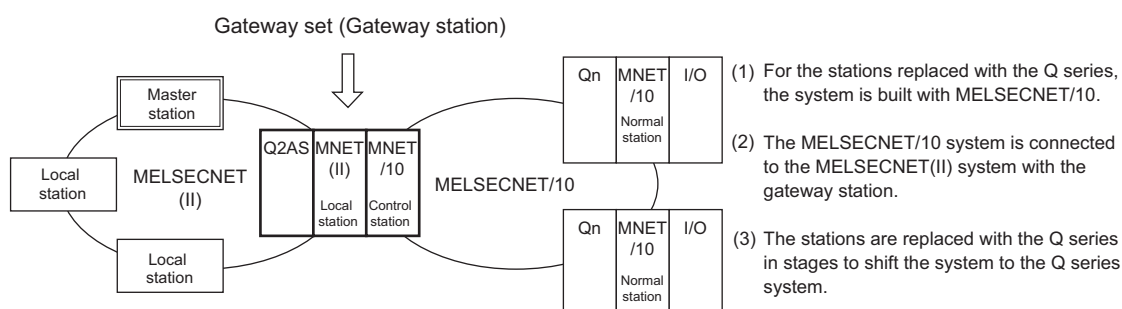 Gateway set (Gateway station)
Master
station
Local
station
MELSECNET
(II)
Local
station
Q2AS
MNET
(II)
Local
station
MNET
/10
Control
station
MELSECNET/10
Qn
MNET
/10
Normal
station
I/O
Qn
MNET
/10
Normal
station
I/O
(1) For the stations replaced with the Q series,
the system is built with MELSECNET/10.
(2) The MELSECNET/10 system is connected
to the MELSECNET(II) system with the
gateway station.
(3) The stations are replaced with the Q series
in stages to shift the system to the Q series
system.